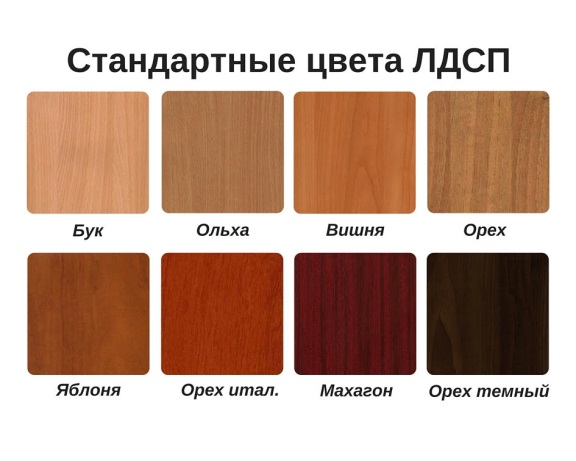 Стандартные цвета ЛДСП
Бук Ольха Вишня Орех
Яблоня Орех итал. Махагон Орех темный